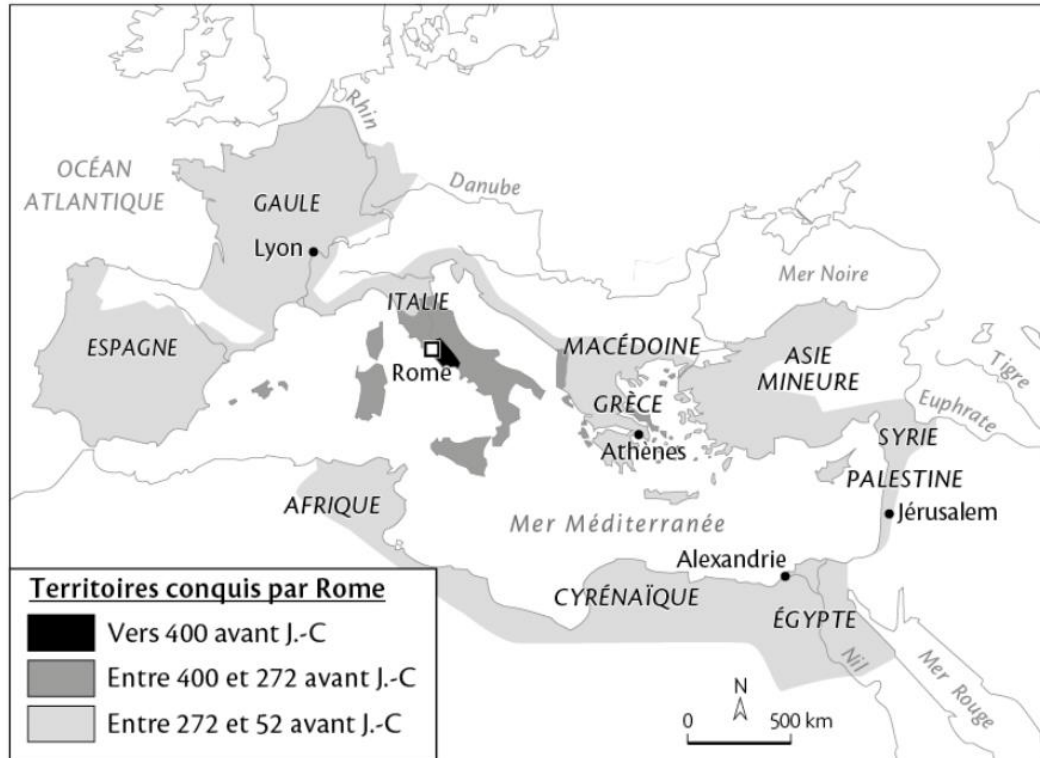 Rhin
OCÉAN
ATLANTIQUE
Danube
GAULE
Lyon
Mer Noire
ITALIE
ESPAGNE
MACÉDOINE
ASIE
MINEURE
Tigre
Rome
Euphrate
GRÈCE
SYRIE
Athènes
PALESTINE
AFRIQUE
Jérusalem
Mer Méditerranée
Alexandrie
Territoires conquis par Rome
CYRÉNAÏQUE
ÉGYPTE
Vers 400 avant J.-C
Nil
Mer Rouge
Entre 400 et 272 avant J.-C
N
Entre 272 et 52 avant J.-C
0 500 km